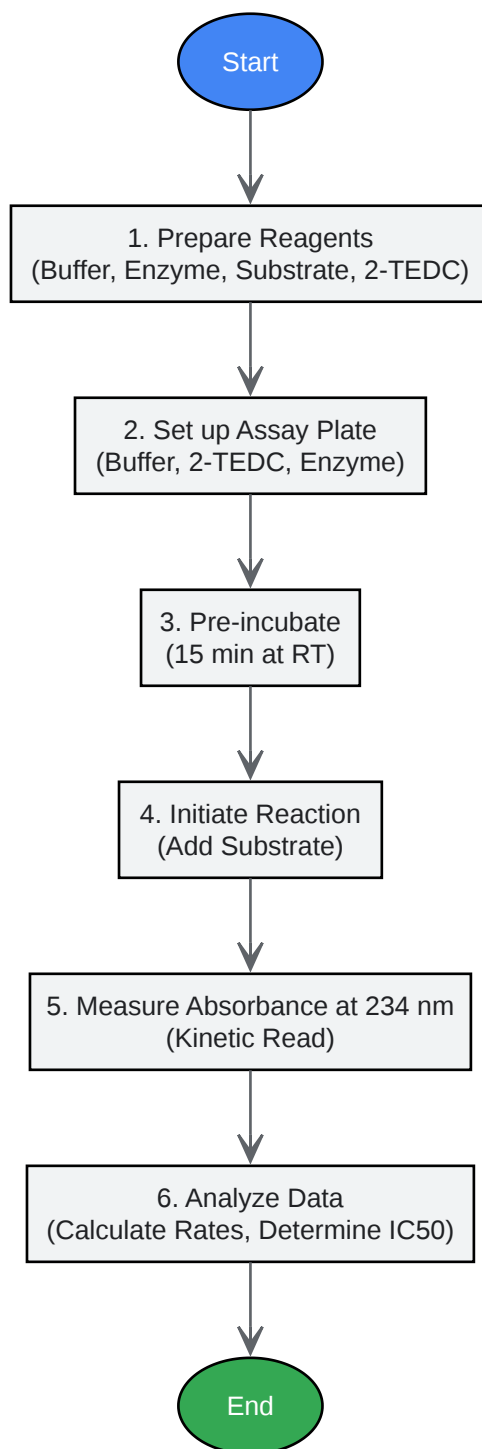 Start
1. Prepare Reagents
(Buffer, Enzyme, Substrate, 2-TEDC)
2. Set up Assay Plate
(Buffer, 2-TEDC, Enzyme)
3. Pre-incubate
(15 min at RT)
4. Initiate Reaction
(Add Substrate)
5. Measure Absorbance at 234 nm
(Kinetic Read)
6. Analyze Data
(Calculate Rates, Determine IC50)
End